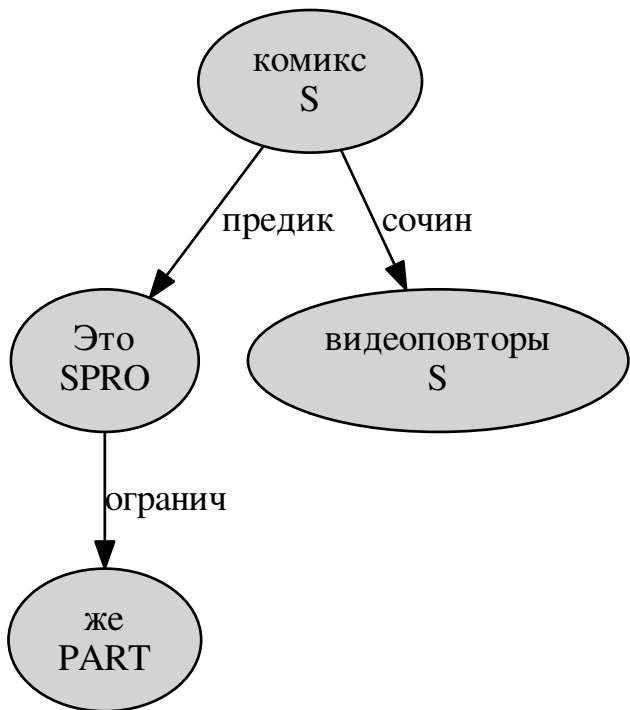 комикс
S
предик
сочин
Это
SPRO
видеоповторы
S
огранич
же
PART